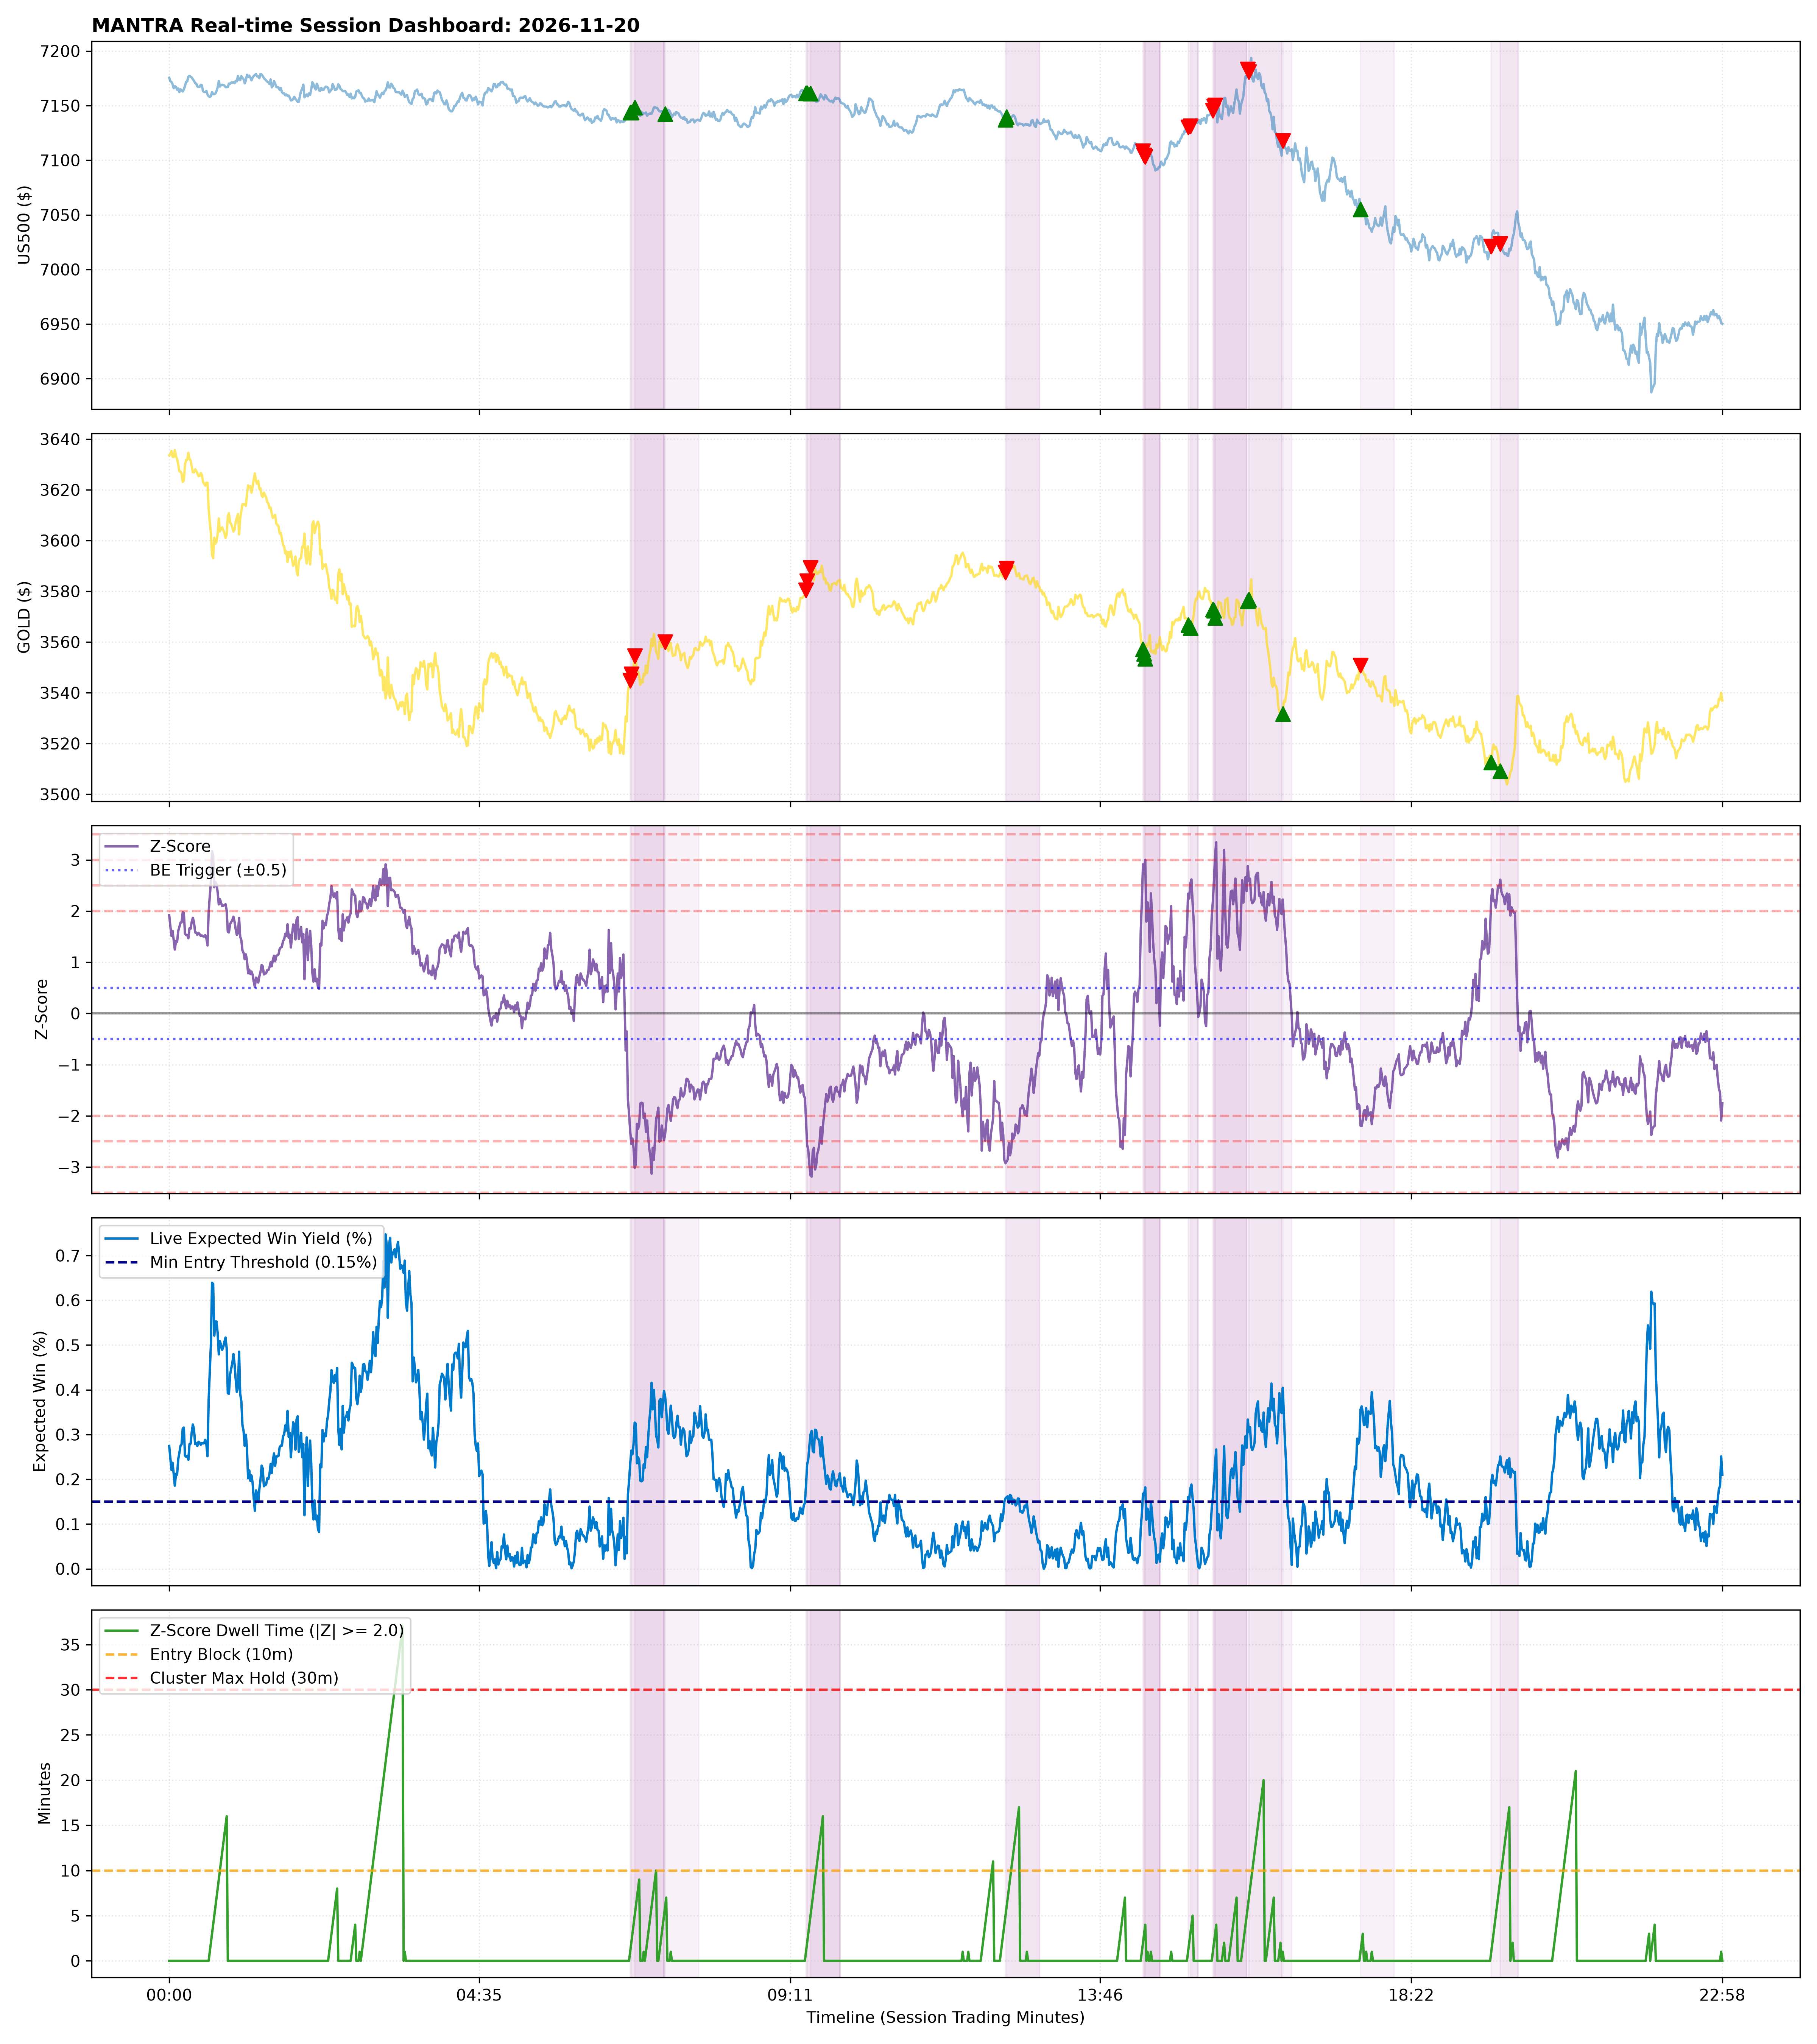 MANTRA Real-time Session Dashboard: 2026-11-20
US500 ($)
7200
7150
7100
7050
7000
6950
6900
GOLD ($)
3640
3620
3600
3580
3560
3540
3520
3500
Z-Score
3
2
1
0
−1
−2
−3
Z-Score
BE Trigger (±0.5)
Expected Win (%)
0.7
0.6
0.5
0.4
0.3
0.2
0.1
0.0
Live Expected Win Yield (%)
Min Entry Threshold (0.15%)
Minutes
35
30
25
20
15
10
5
0
Z-Score Dwell Time (|Z| >= 2.0)
Entry Block (10m)
Cluster Max Hold (30m)
00:00 04:35 09:11 13:46 18:22 22:58
Timeline (Session Trading Minutes)